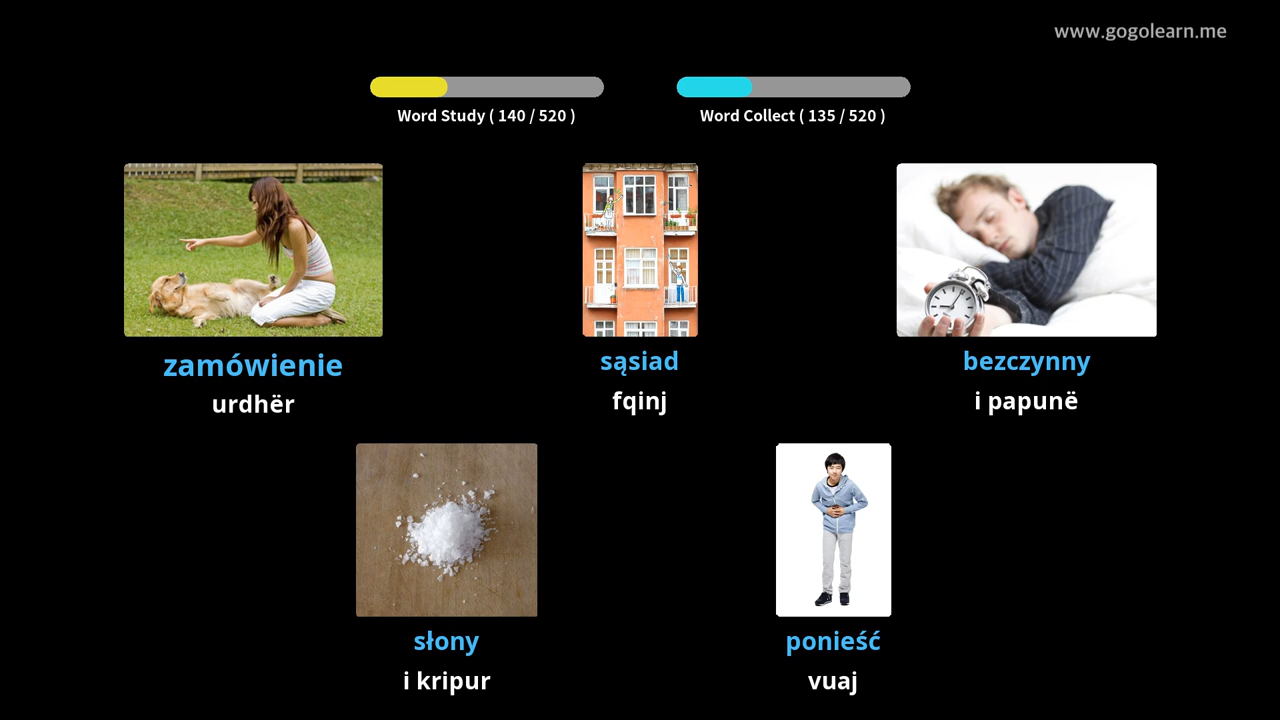 www.gogolearn.me
Word Study ( 140 / 520 )
Word Collect ( 135 / 520 )
zamówienie
urdhër
sąsiad
fqinj
bezczynny
i papunë
słony
i kripur
ponieść
vuaj